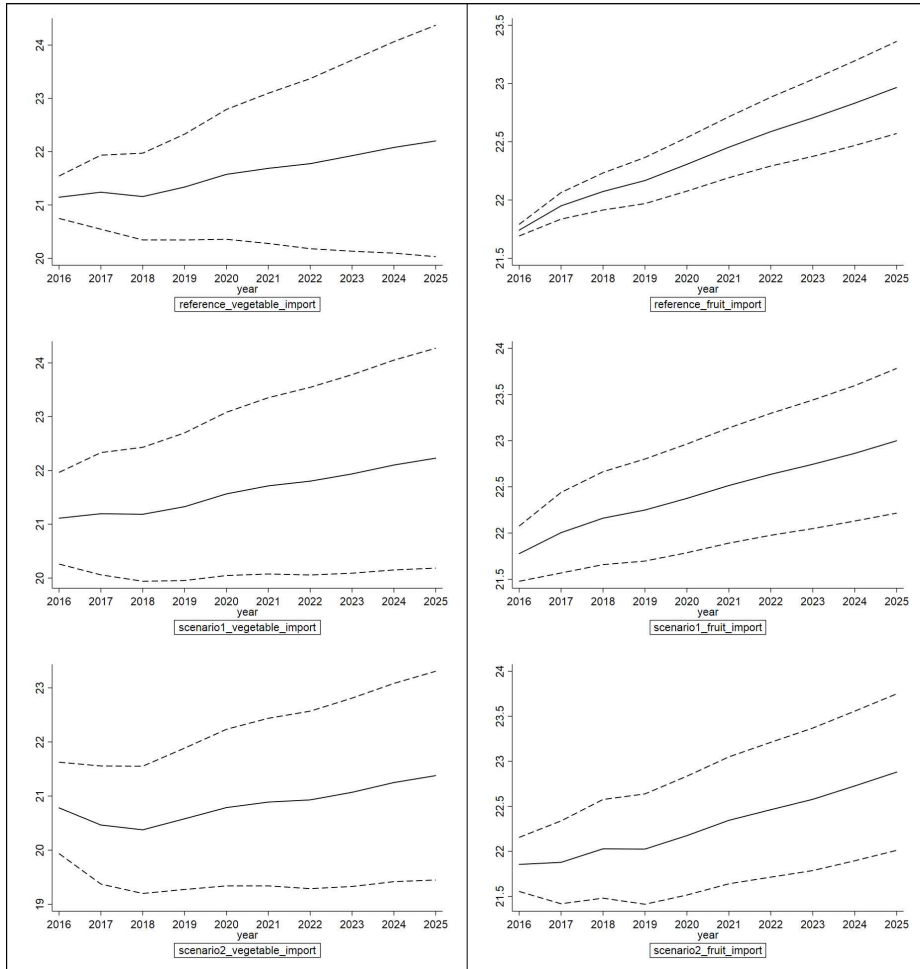 24
23
22
21
20
2016 2017 2018 2019 2020 2021 2022 2023 2024 2025
year
reference_vegetable_import
23.5
23
22.5
22
21.5
2016 2017 2018 2019 2020 2021 2022 2023 2024 2025
year
reference_fruit_import
24
23
22
21
20
2016 2017 2018 2019 2020 2021 2022 2023 2024 2025
year
scenario1_vegetable_import
24
23.5
23
22.5
22
21.5
2016 2017 2018 2019 2020 2021 2022 2023 2024 2025
year
scenario1_fruit_import
23
22
21
20
19
2016 2017 2018 2019 2020 2021 2022 2023 2024 2025
year
scenario2_vegetable_import
24
23.5
23
22.5
22
21.5
2016 2017 2018 2019 2020 2021 2022 2023 2024 2025
year
scenario2_fruit_import